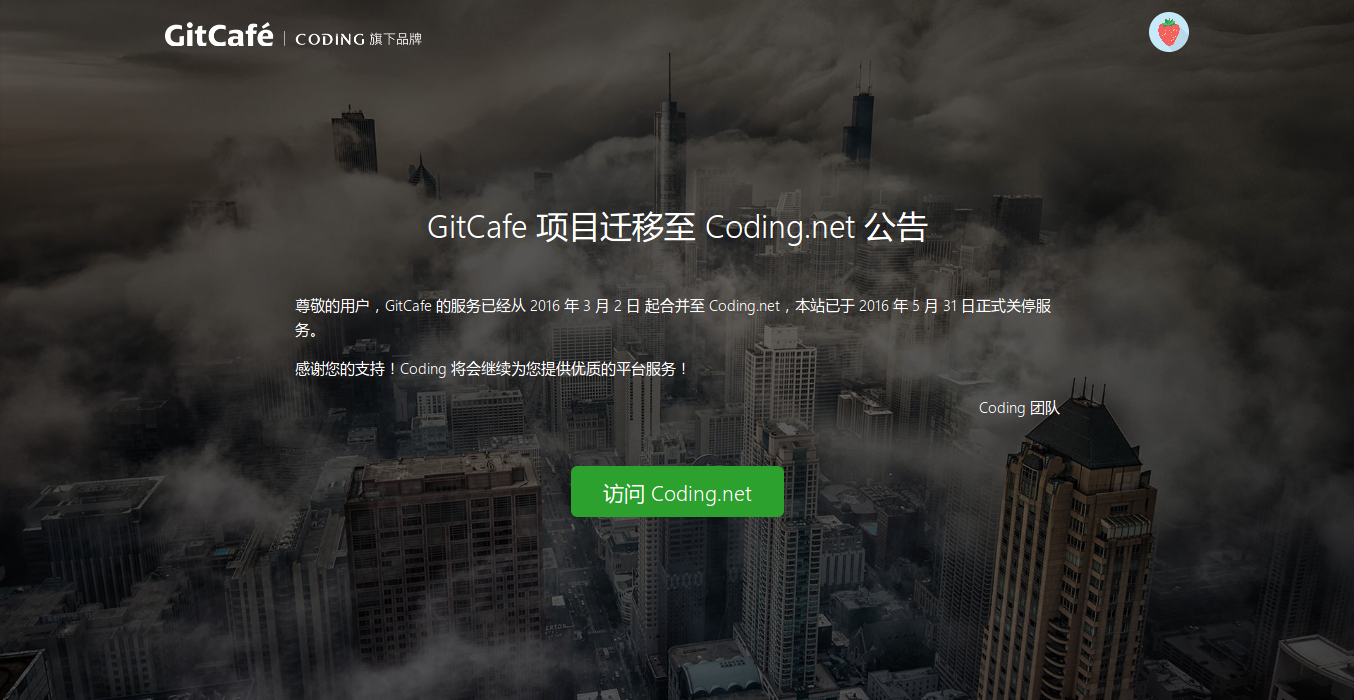 GitCafé | CODING 旗下品牌
GitCafe 项目迁移至 Coding.net 公告
尊敬的用户，GitCafe 的服务已经从 2016 年 3 月 2 日 起合并至 Coding.net，本站已于 2016 年 5 月 31 日正式关停服
务。
感谢您的支持！Coding 将会继续为您提供优质的平台服务！
Coding 团队
访问 Coding.net